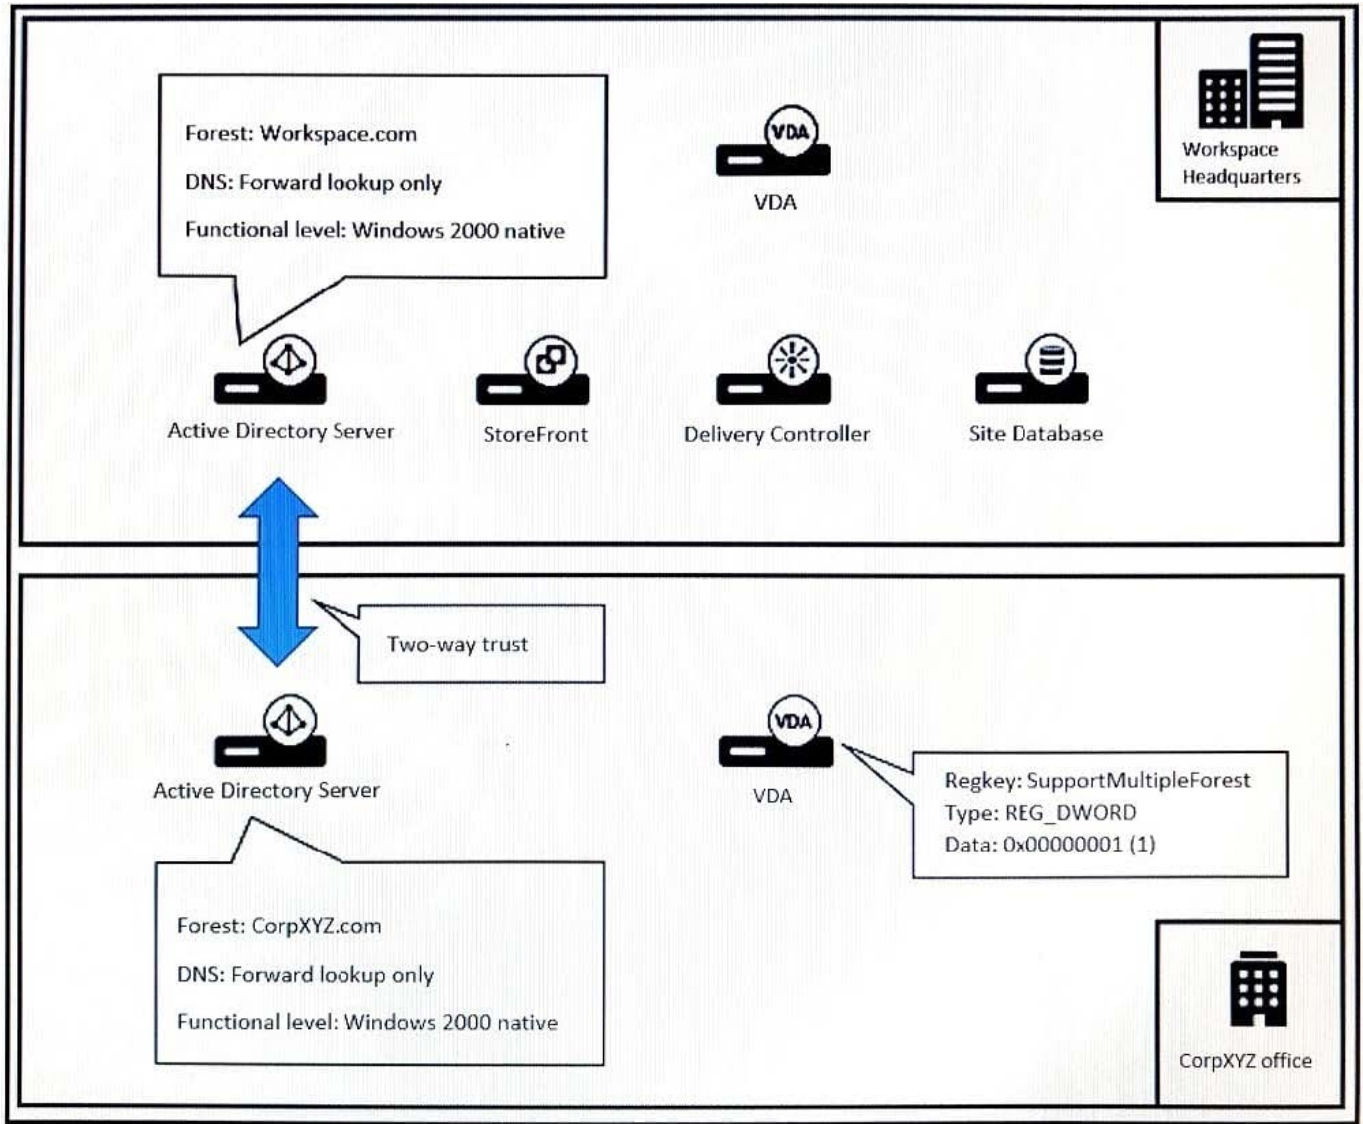 Workspace
Headquarters
Forest: Workspace.com
DNS: Forward lookup only
Functional level: Windows 2000 native
VDA
VDA
Active Directory Server
StoreFront
Delivery Controller
Site Database
Two-way trust
Active Directory Server
VDA
VDA
Regkey: SupportMultipleForest
Type: REG_DWORD
Data: 0x00000001 (1)
Forest: CorpXYZ.com
DNS: Forward lookup only
Functional level: Windows 2000 native
CorpXYZ office